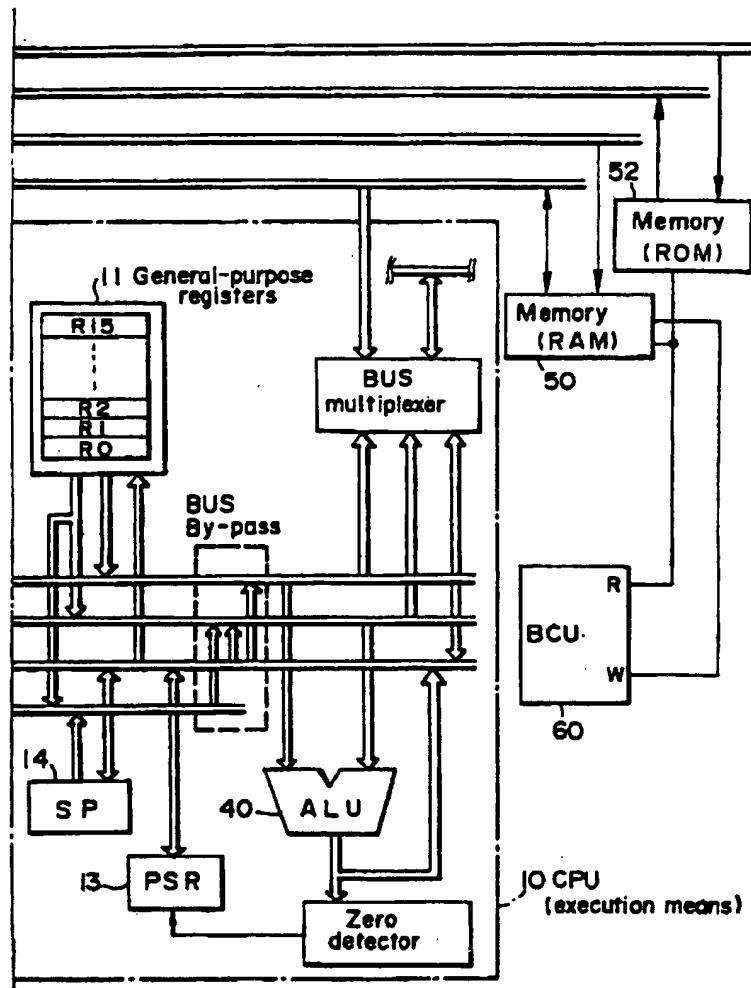 52
Memory
(ROM)
11 General-purpose
registers
R15
R2
R1
R0
Memory
(RAM)
50
BUS
multiplexer
BUS
By-pass
R
BCU
W
60
14
SP
40
ALU
13
PSR
10 CPU
(execution means)
Zero
detector